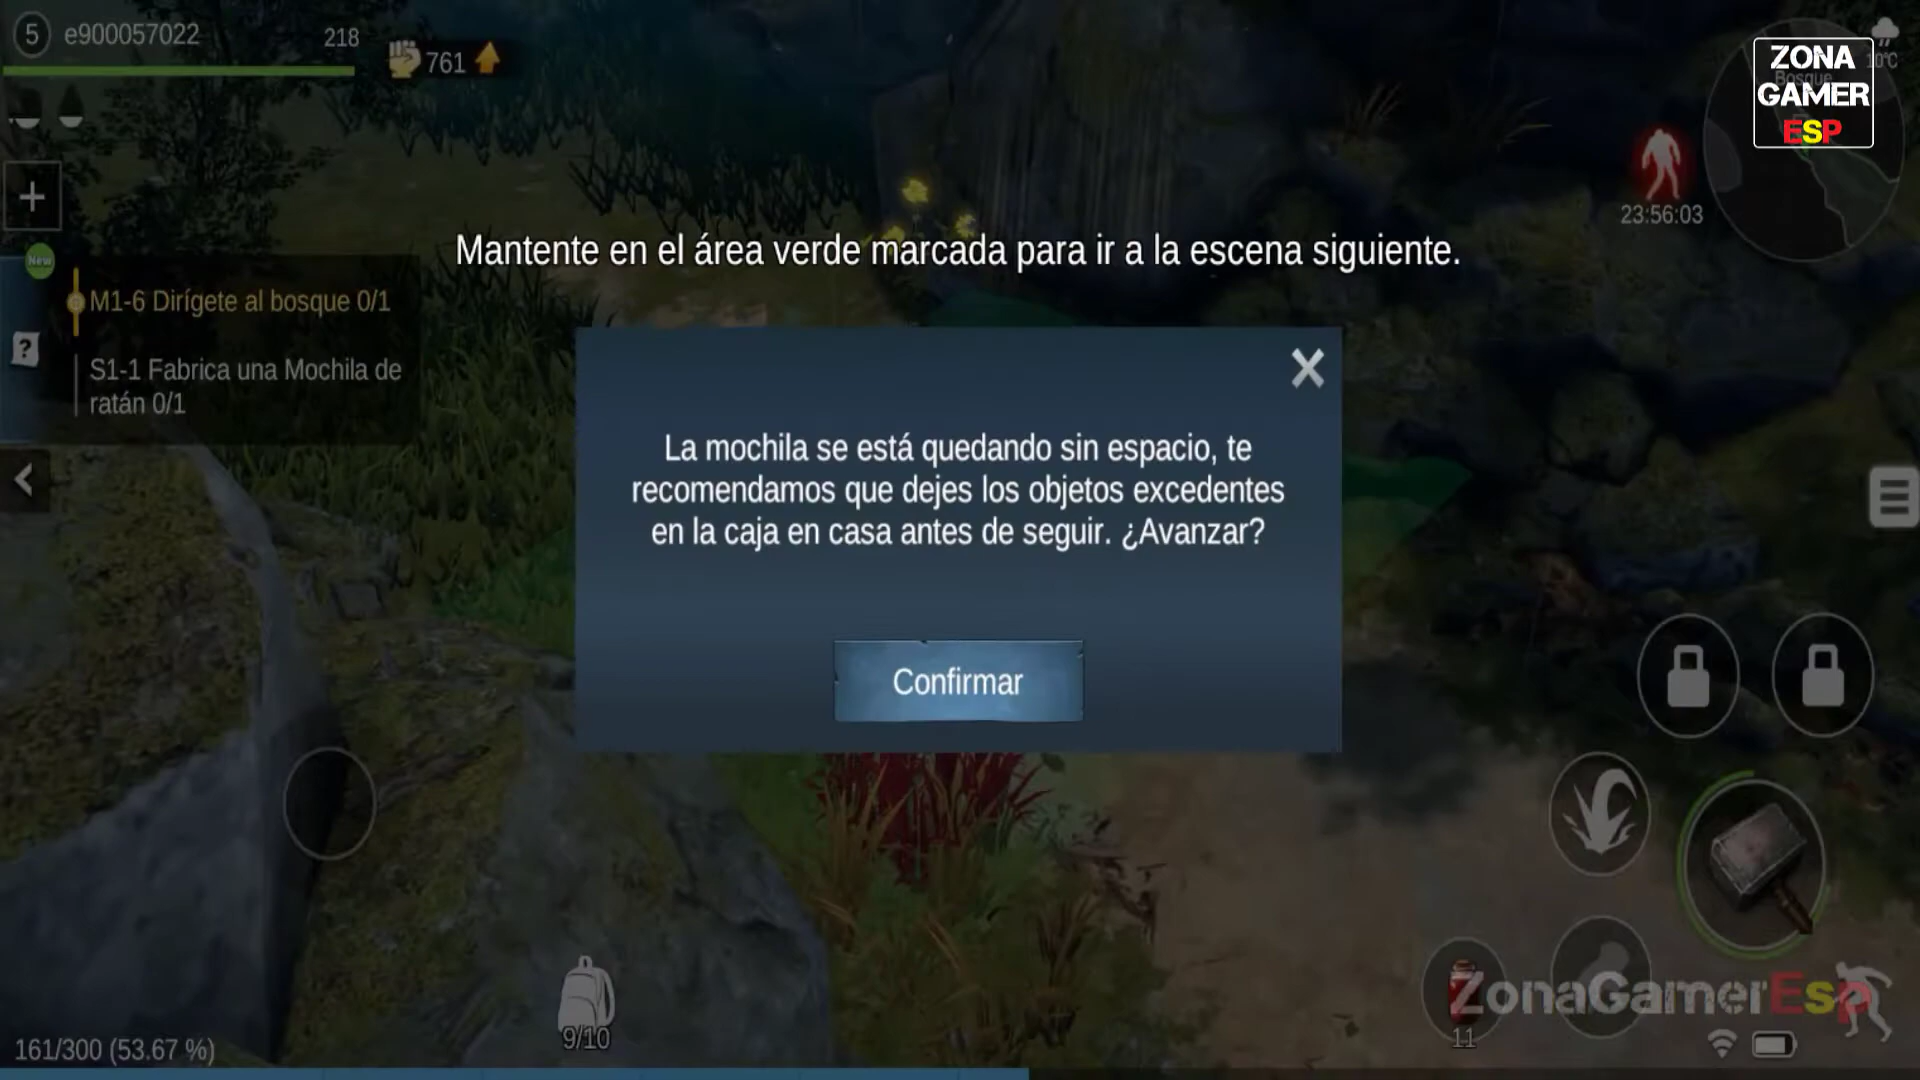 5 e900057022 218
761
ZONA
GAMER
ESP
10°C
Bosque
23:56:03
Mantente en el área verde marcada para ir a la escena siguiente.
New
M1-6 Dirígete al bosque 0/1
S1-1 Fabrica una Mochila de
ratán 0/1
La mochila se está quedando sin espacio, te
recomendamos que dejes los objetos excedentes
en la caja en casa antes de seguir. ¿Avanzar?
Confirmar
ZonaGamerEsp
9/10
11
161/300 (53.67 %)